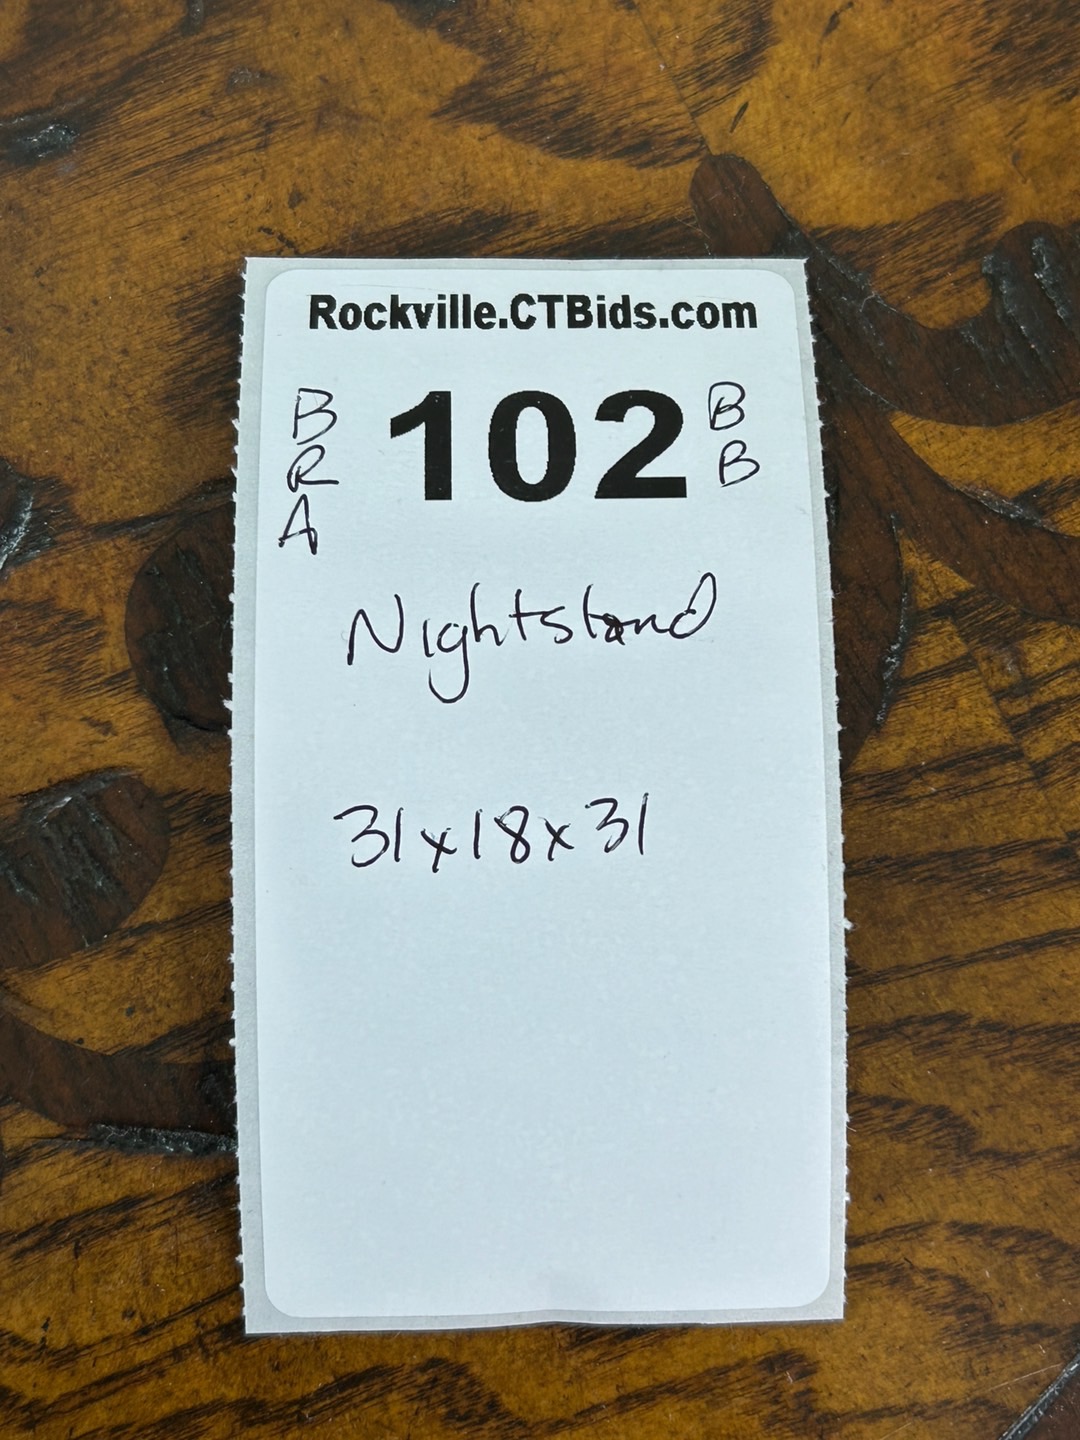 Rockville.CTBids.com
B
R
A
102
B
B
Nightstand
31x18x31